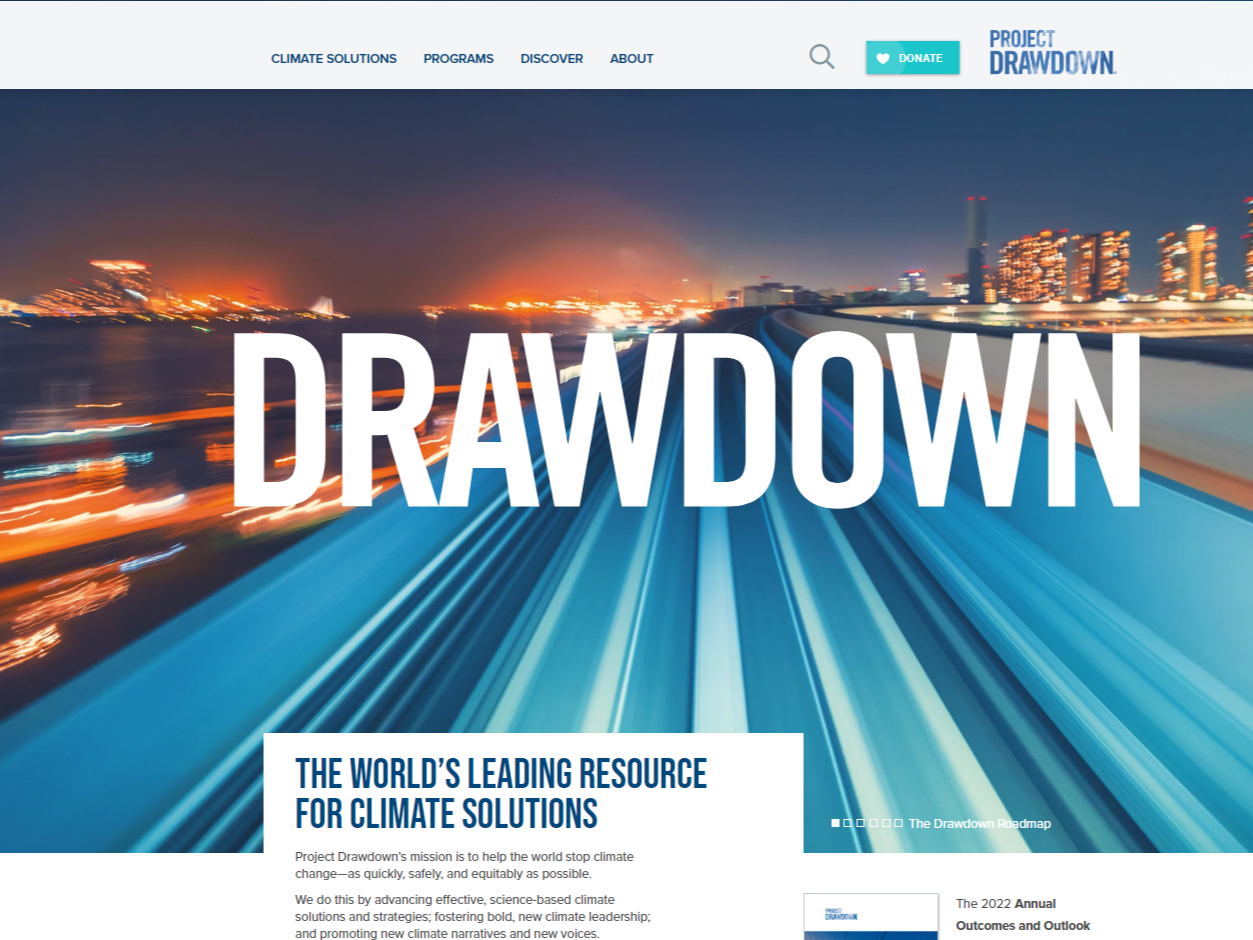 CLIMATE SOLUTIONS PROGRAMS DISCOVER ABOUT DONATE
PROJECT
DRAWDOWN.
DRAWDOWN
THE WORLD’S LEADING RESOURCE
FOR CLIMATE SOLUTIONS
The Drawdown Roadmap
Project Drawdown’s mission is to help the world stop climate
change—as quickly, safely, and equitably as possible.
We do this by advancing effective, science-based climate
solutions and strategies; fostering bold, new climate leadership;
and promoting new climate narratives and new voices.
PROJECT
DRAWDOWN
The 2022 Annual
Outcomes and Outlook